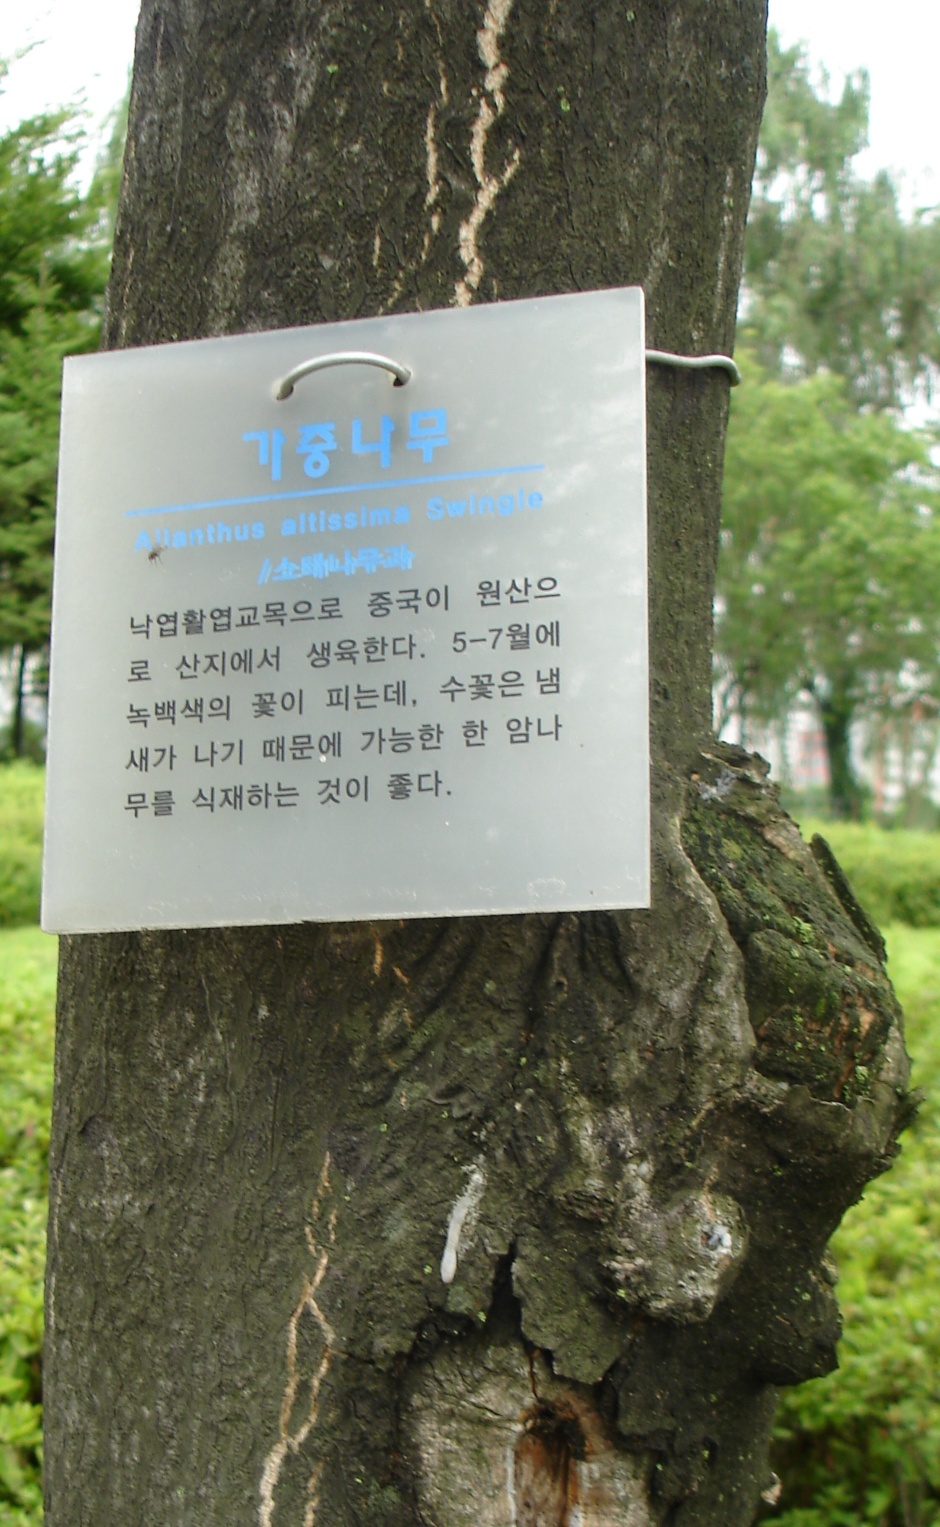 가중나무
Ailanthus altissima Swingle
/소태나무과/
낙엽활엽교목으로 중국이 원산으
로 산지에서 생육한다. 5-7월에
녹백색의 꽃이 피는데, 수꽃은 냄
새가 나기 때문에 가능한 한 암나
무를 식재하는 것이 좋다.